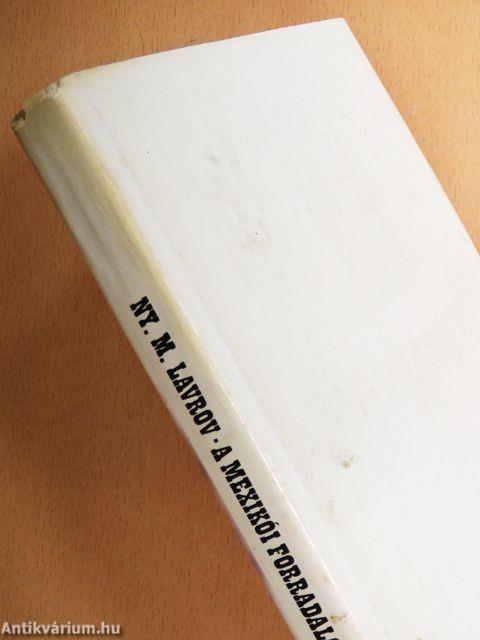 NY. M. LAVROV · A MEXIKÓI FORRADAL
Antikvárium.hu